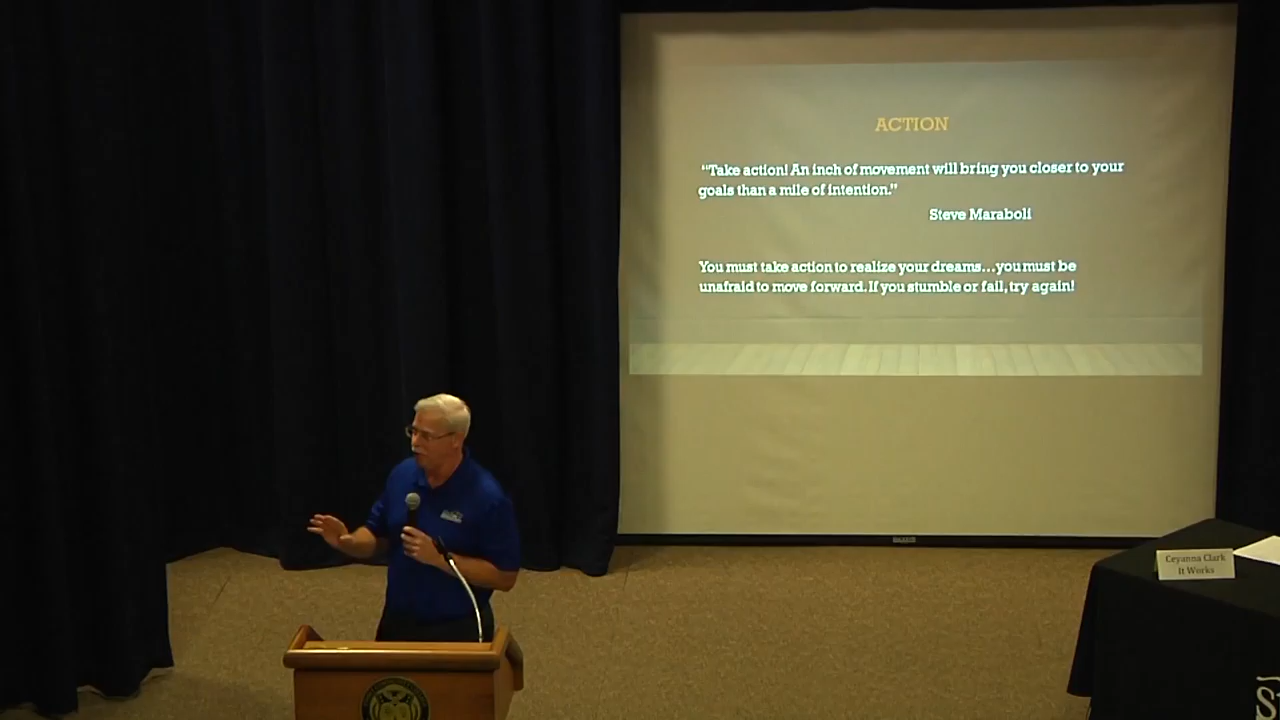 ACTION
“Take action! An inch of movement will bring you closer to your
goals than a mile of intention.”
Steve Maraboli
You must take action to realize your dreams...you must be
unafraid to move forward. If you stumble or fail, try again!
Ceyanna Clark
It Works